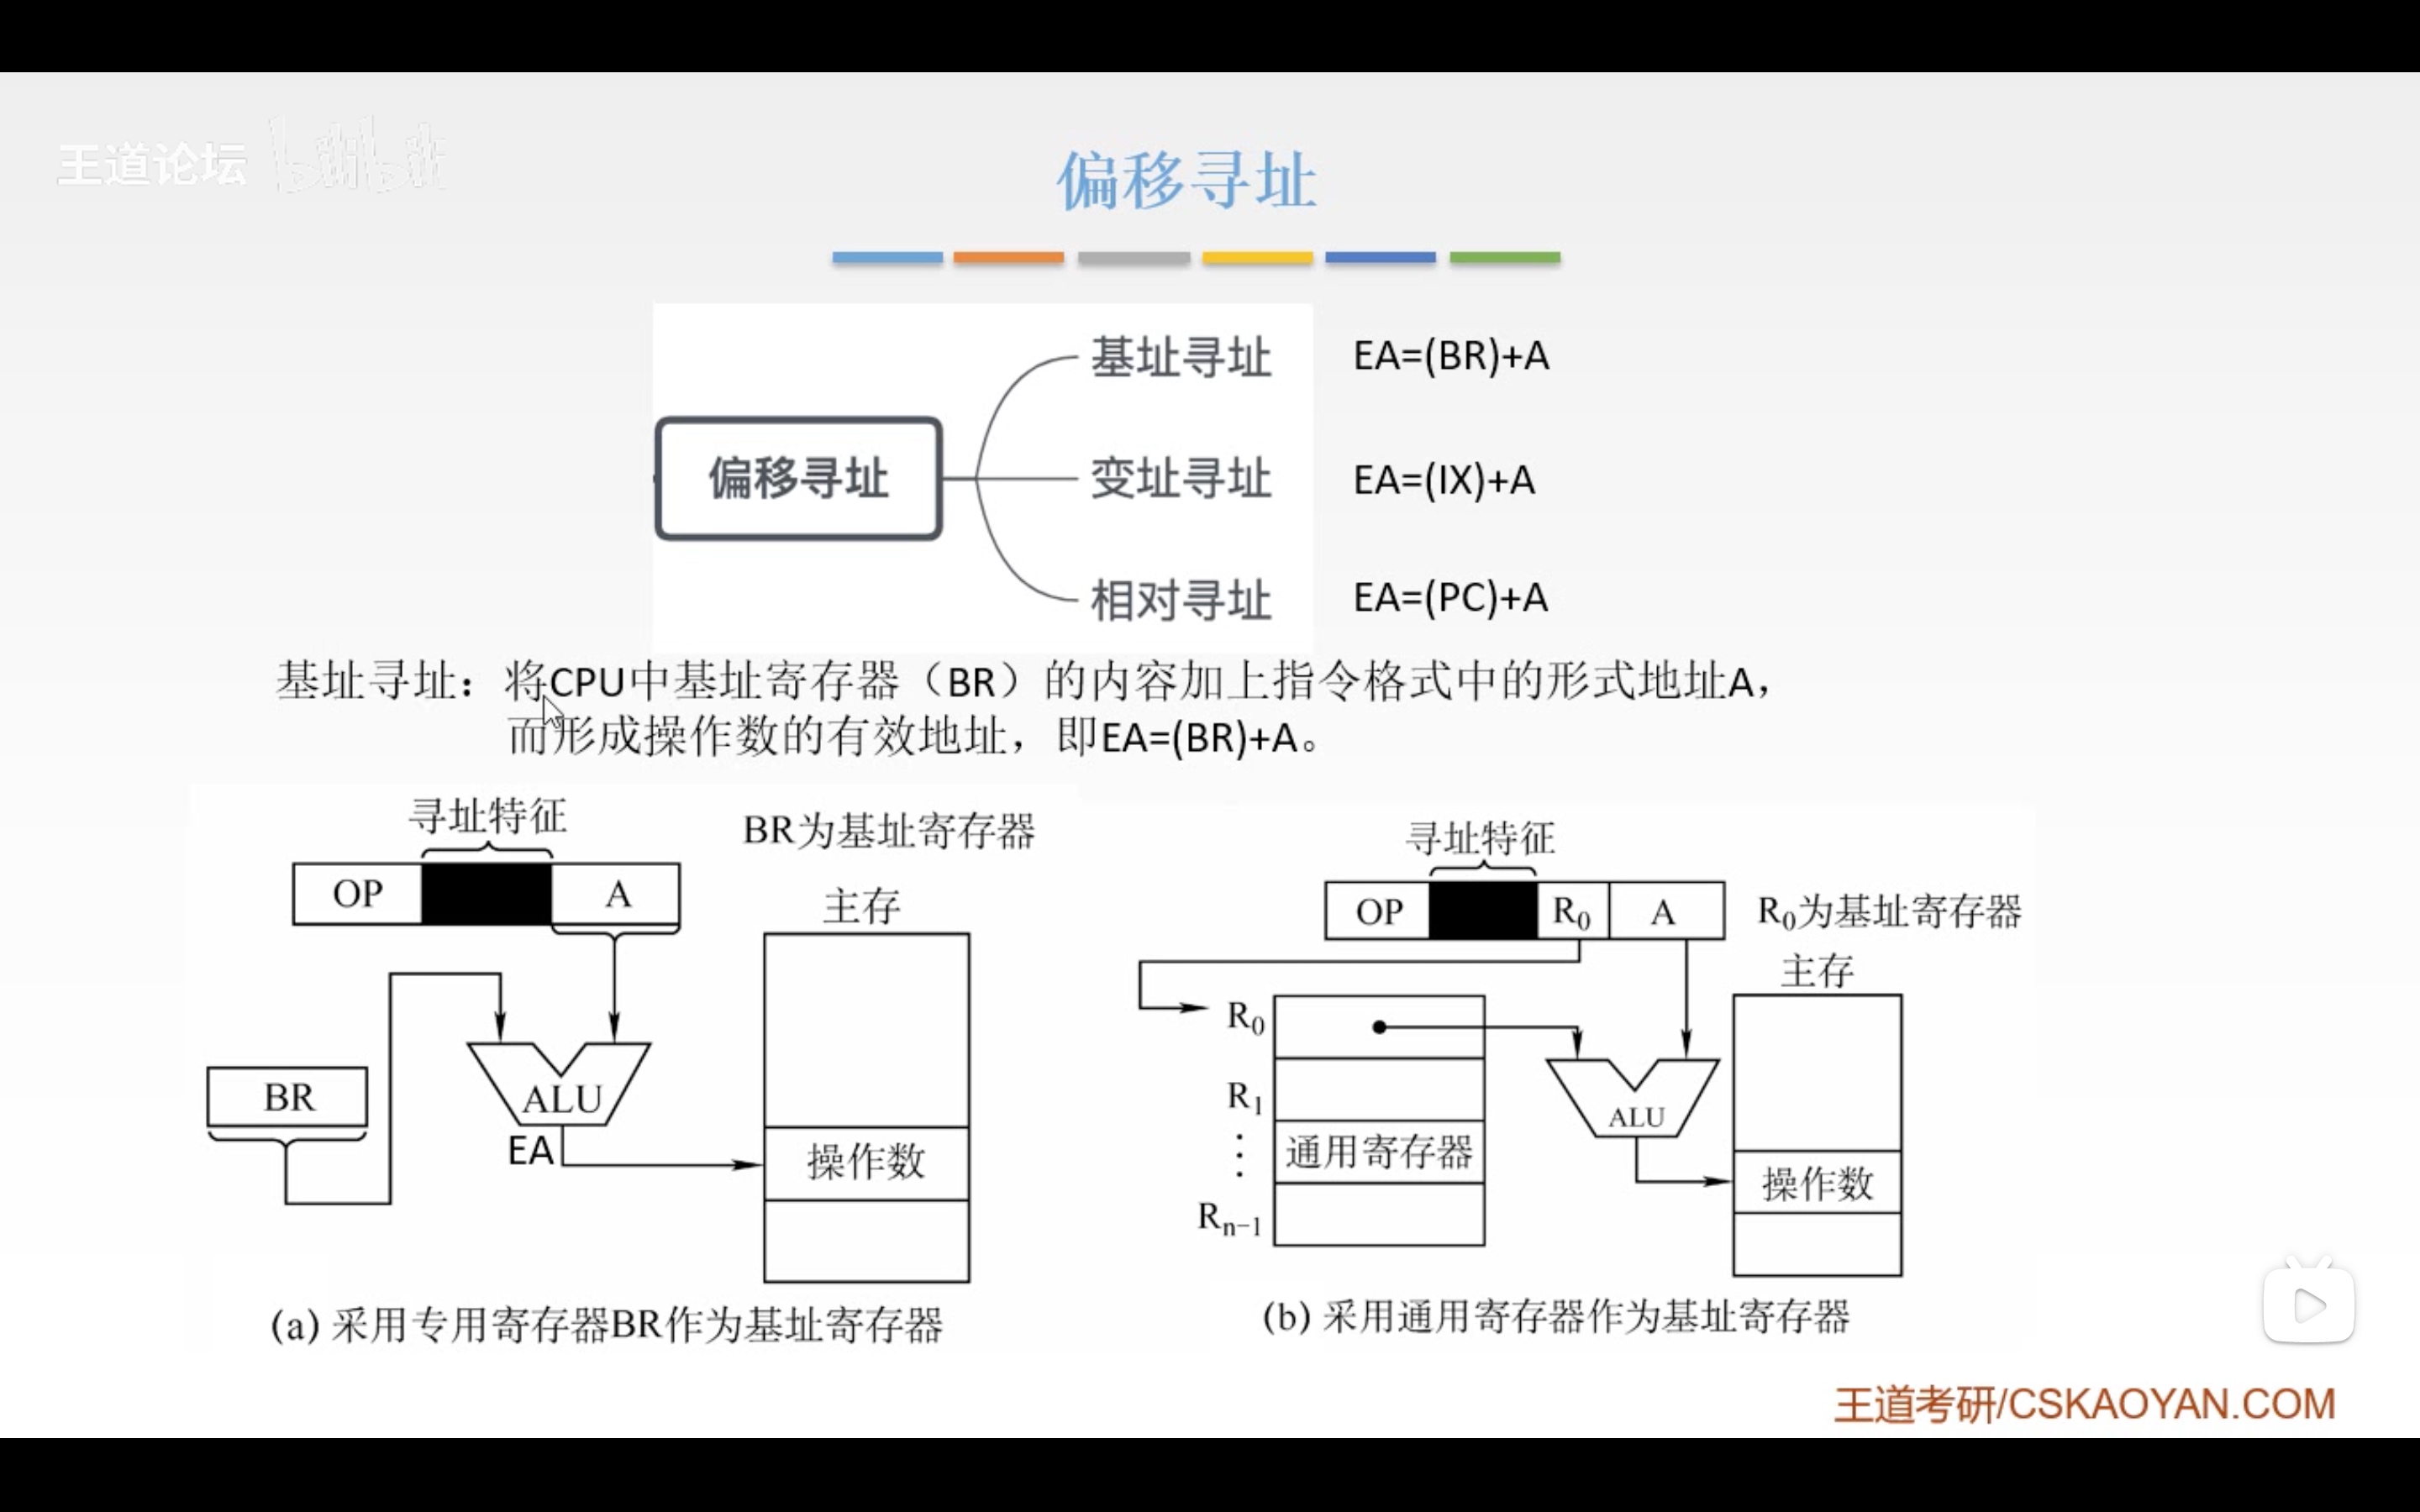 王道论坛 bilibili
偏移寻址
基址寻址 EA=(BR)+A
偏移寻址
变址寻址 EA=(IX)+A
相对寻址 EA=(PC)+A
基址寻址：将CPU中基址寄存器（BR）的内容加上指令格式中的形式地址A，
而形成操作数的有效地址，即EA=(BR)+A。
寻址特征
BR为基址寄存器
OP A
主存
BR
ALU
EA
操作数
(a) 采用专用寄存器BR作为基址寄存器
寻址特征
OP R₀ A
R₀为基址寄存器
主存
R₀
R₁
⋮
通用寄存器
Rₙ₋₁
ALU
操作数
(b) 采用通用寄存器作为基址寄存器
王道考研/CSKAOYAN.COM